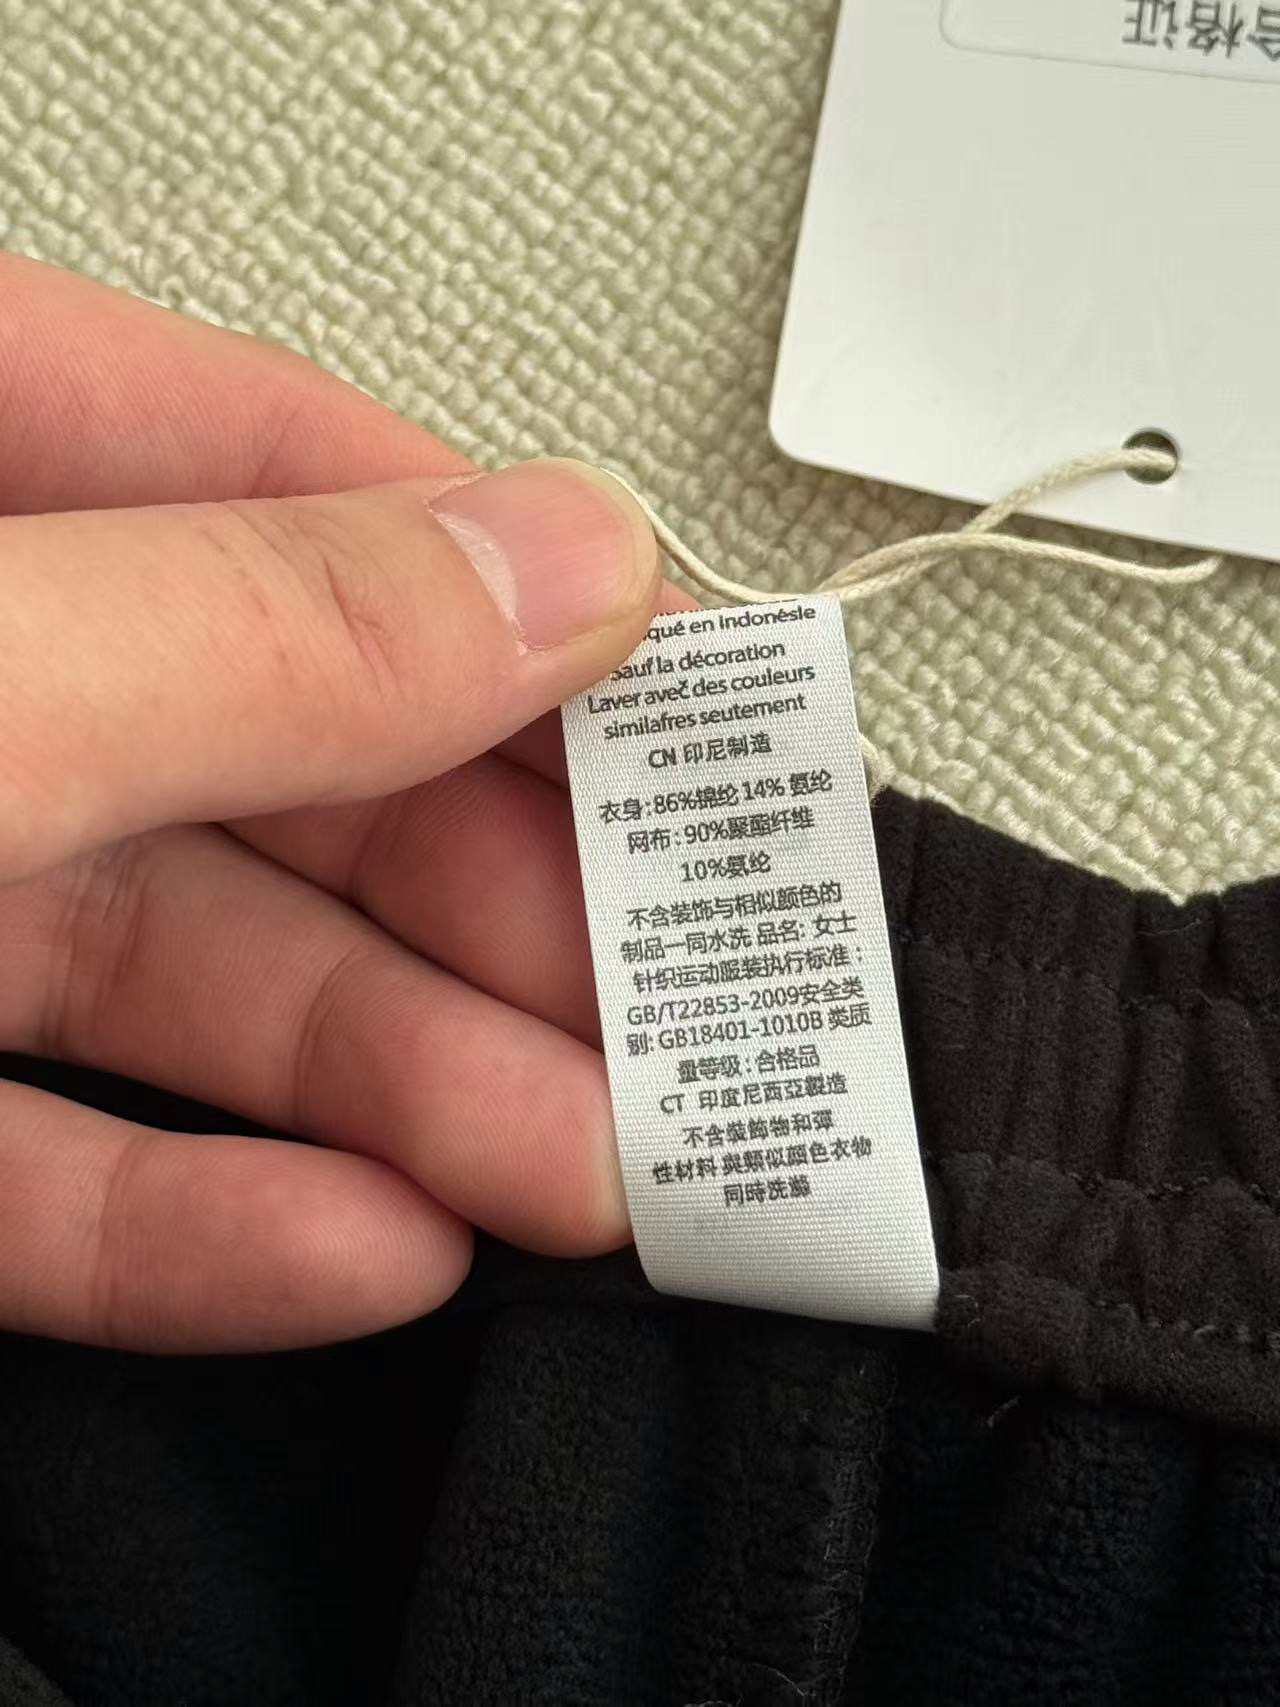 合格证
qué en Indonésle
Sauf la décoration
Laver aveč des couleurs
similafres seutement
CN 印尼制造
衣身:86%锦纶 14% 氨纶
网布:90%聚酯纤维
10%氨纶
不含装饰与相似颜色的
制品一同水洗 品名: 女士
针织运动服装执行标准:
GB/T22853-2009安全类
别: GB18401-1010B 类质
量等级:合格品
CT 印度尼西亞製造
不含裝飾物和彈
性材料 與類似顏色衣物
同時洗滌